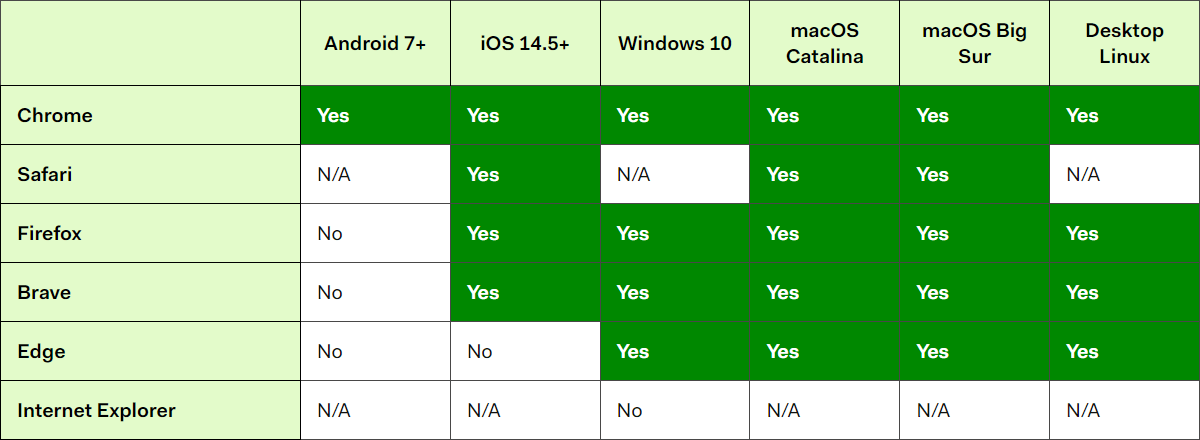 Android 7+ iOS 14.5+ Windows 10 macOS Catalina macOS Big Sur Desktop Linux
Chrome Yes Yes Yes Yes Yes Yes
Safari N/A Yes N/A Yes Yes N/A
Firefox No Yes Yes Yes Yes Yes
Brave No Yes Yes Yes Yes Yes
Edge No No Yes Yes Yes Yes
Internet Explorer N/A N/A No N/A N/A N/A